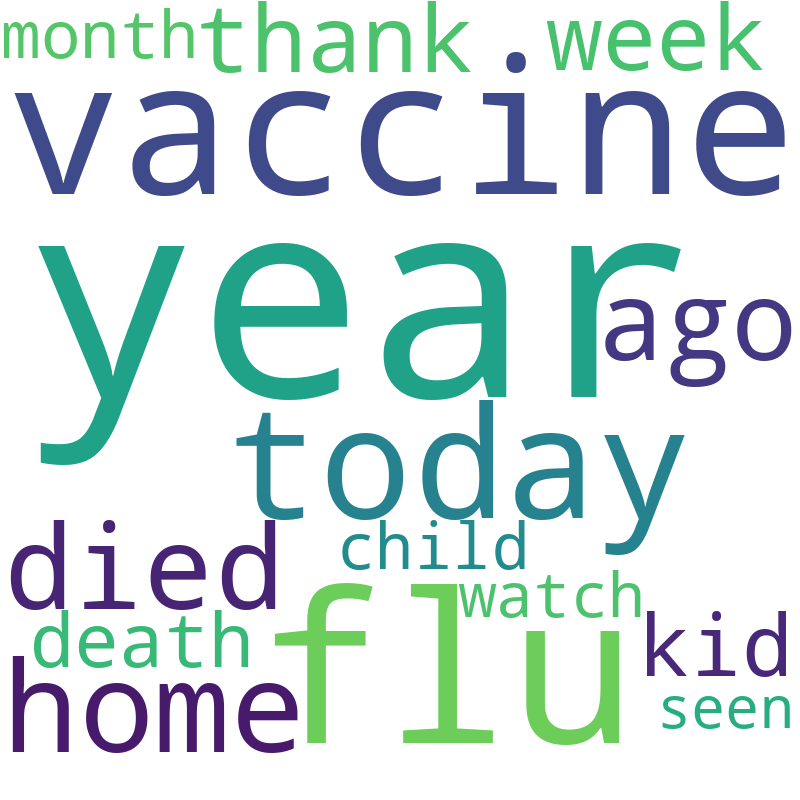 month thank week
vaccine
year
ago
today
died child
watch
death flu kid
home seen